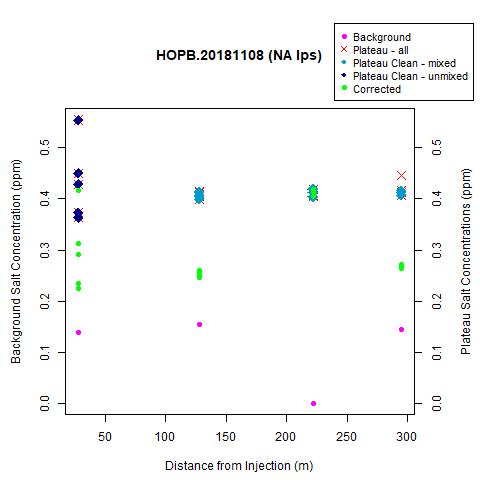 HOPB.20181108 (NA lps)
Background
Plateau - all
Plateau Clean - mixed
Plateau Clean - unmixed
Corrected
Background Salt Concentration (ppm)
0.5
0.4
0.3
0.2
0.1
0.0
0.5
0.4
0.3
0.2
0.1
0.0
Plateau Salt Concentrations (ppm)
50
100
150
200
250
300
Distance from Injection (m)